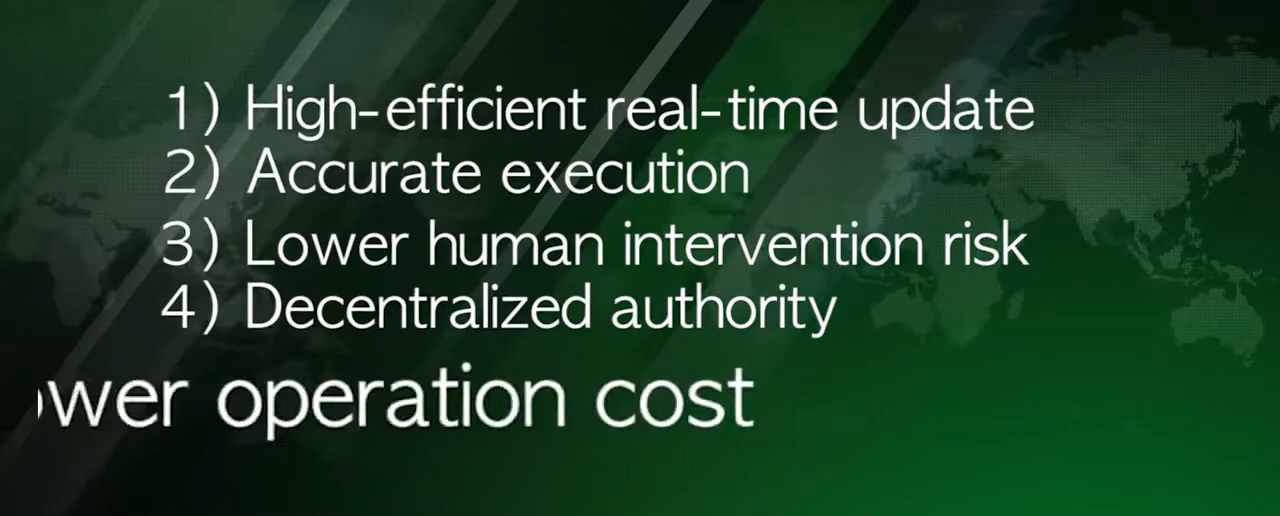 1) High-efficient real-time update
2) Accurate execution
3) Lower human intervention risk
4) Decentralized authority
operation cost